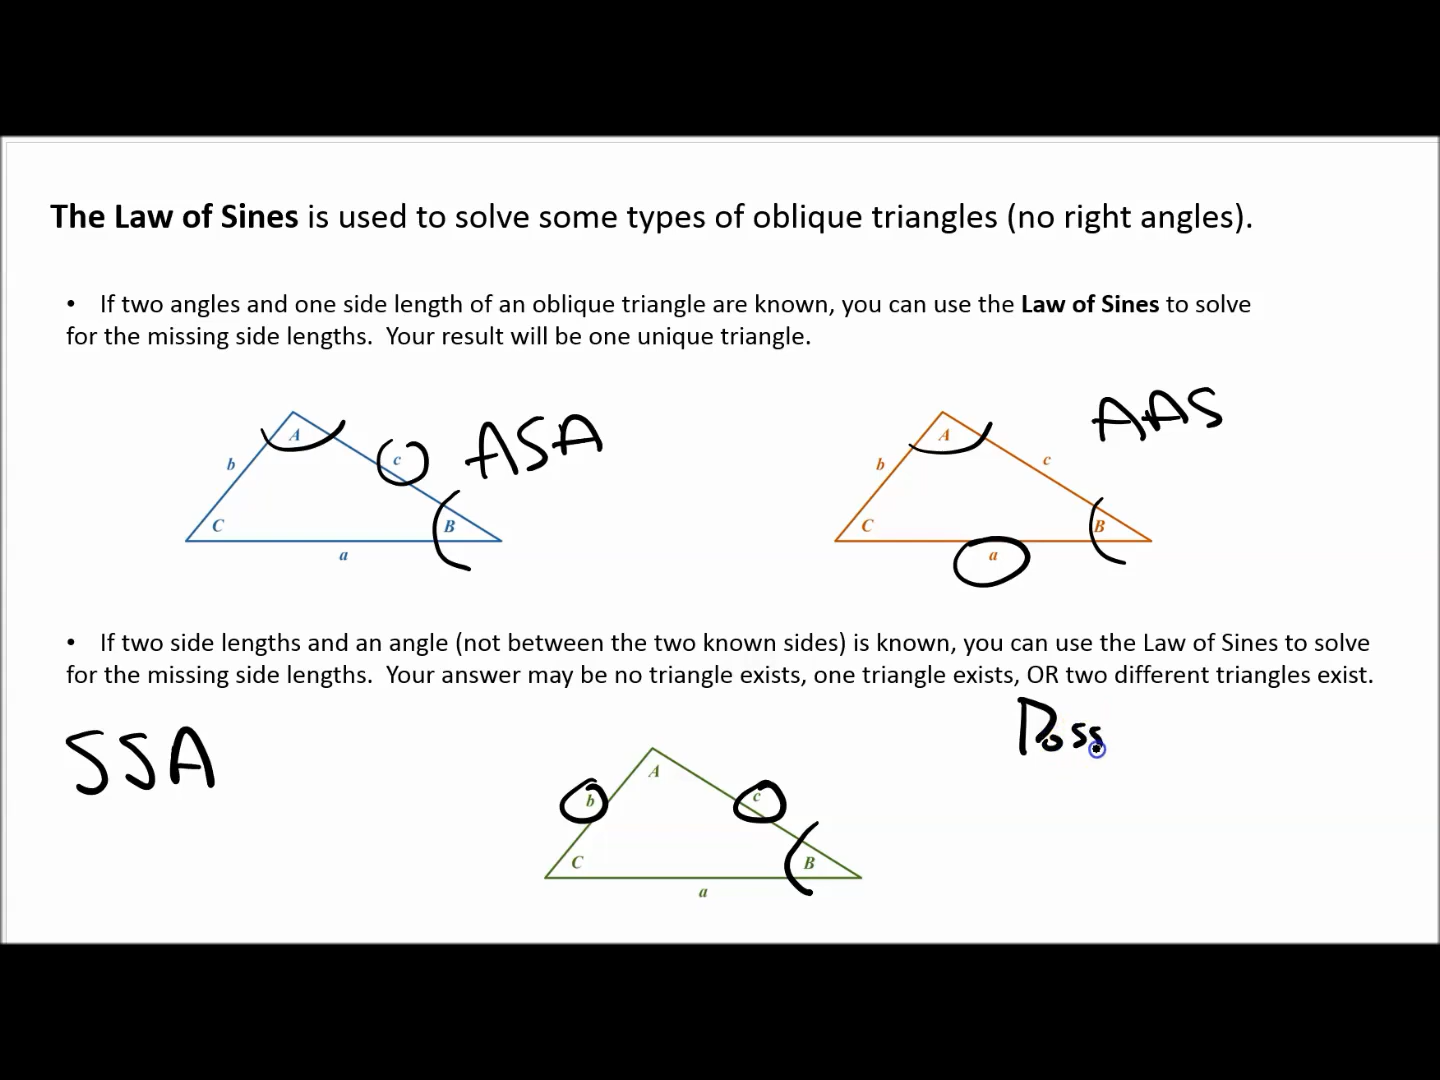 The Law of Sines is used to solve some types of oblique triangles (no right angles).
• If two angles and one side length of an oblique triangle are known, you can use the Law of Sines to solve
for the missing side lengths. Your result will be one unique triangle.
A
b
c
ASA
C
B
a
AAS
A
b
c
C
B
a
• If two side lengths and an angle (not between the two known sides) is known, you can use the Law of Sines to solve
for the missing side lengths. Your answer may be no triangle exists, one triangle exists, OR two different triangles exist.
SSA
Poss
A
b
c
C
B
a